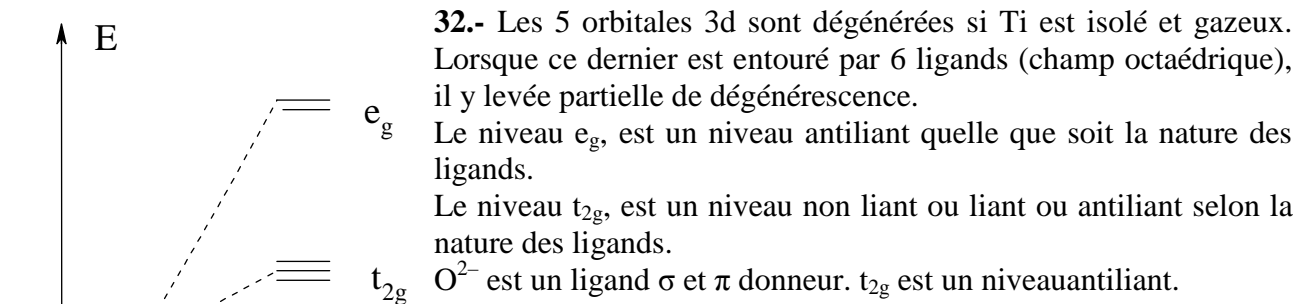 E
32.- Les 5 orbitales 3d sont dégénérées si Ti est isolé et gazeux.
Lorsque ce dernier est entouré par 6 ligands (champ octaédrique),
il y levée partielle de dégénérescence.
e_g
Le niveau e_g, est un niveau antiliant quelle que soit la nature des
ligands.
Le niveau t_2g, est un niveau non liant ou liant ou antiliant selon la
nature des ligands.
t_2g
O²⁻ est un ligand σ et π donneur. t_2g est un niveauantiliant.